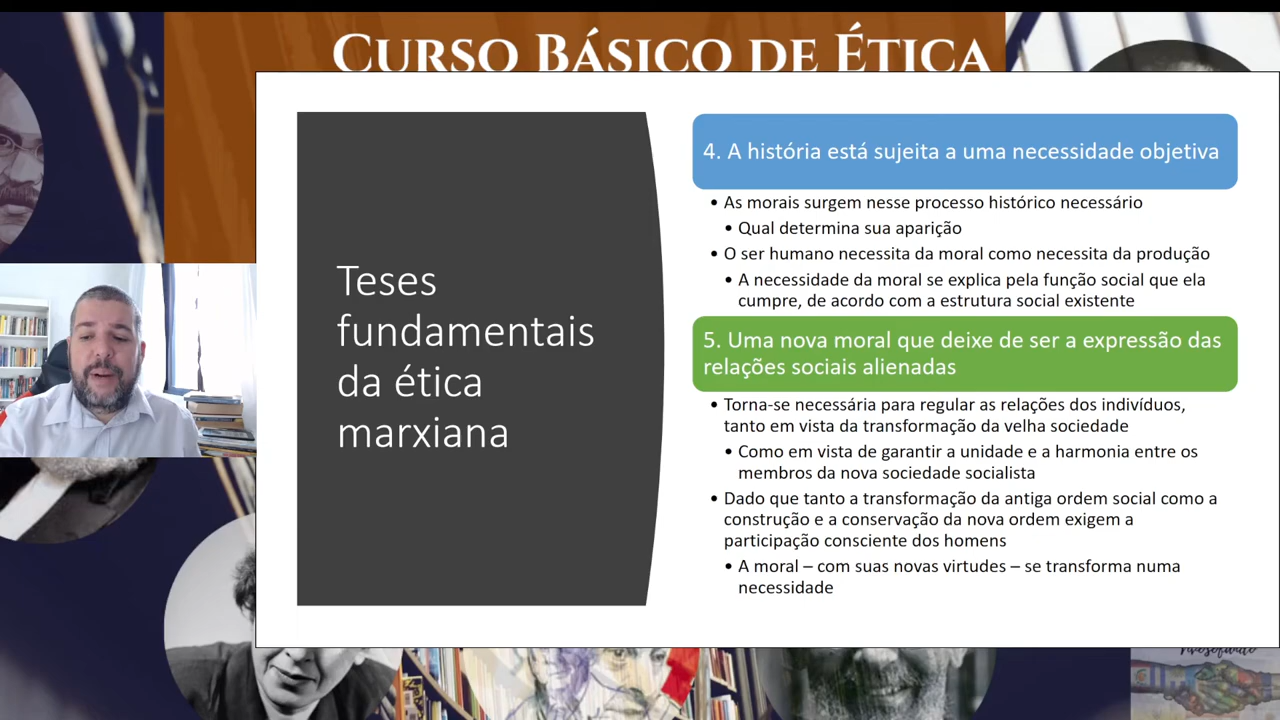 CURSO BÁSICO DE ÉTICA
Teses
fundamentais
da ética
marxiana
4. A história está sujeita a uma necessidade objetiva
• As morais surgem nesse processo histórico necessário
• Qual determina sua aparição
• O ser humano necessita da moral como necessita da produção
• A necessidade da moral se explica pela função social que ela
cumpre, de acordo com a estrutura social existente
5. Uma nova moral que deixe de ser a expressão das
relações sociais alienadas
• Torna-se necessária para regular as relações dos indivíduos,
tanto em vista da transformação da velha sociedade
• Como em vista de garantir a unidade e a harmonia entre os
membros da nova sociedade socialista
• Dado que tanto a transformação da antiga ordem social como a
construção e a conservação da nova ordem exigem a
participação consciente dos homens
• A moral – com suas novas virtudes – se transforma numa
necessidade